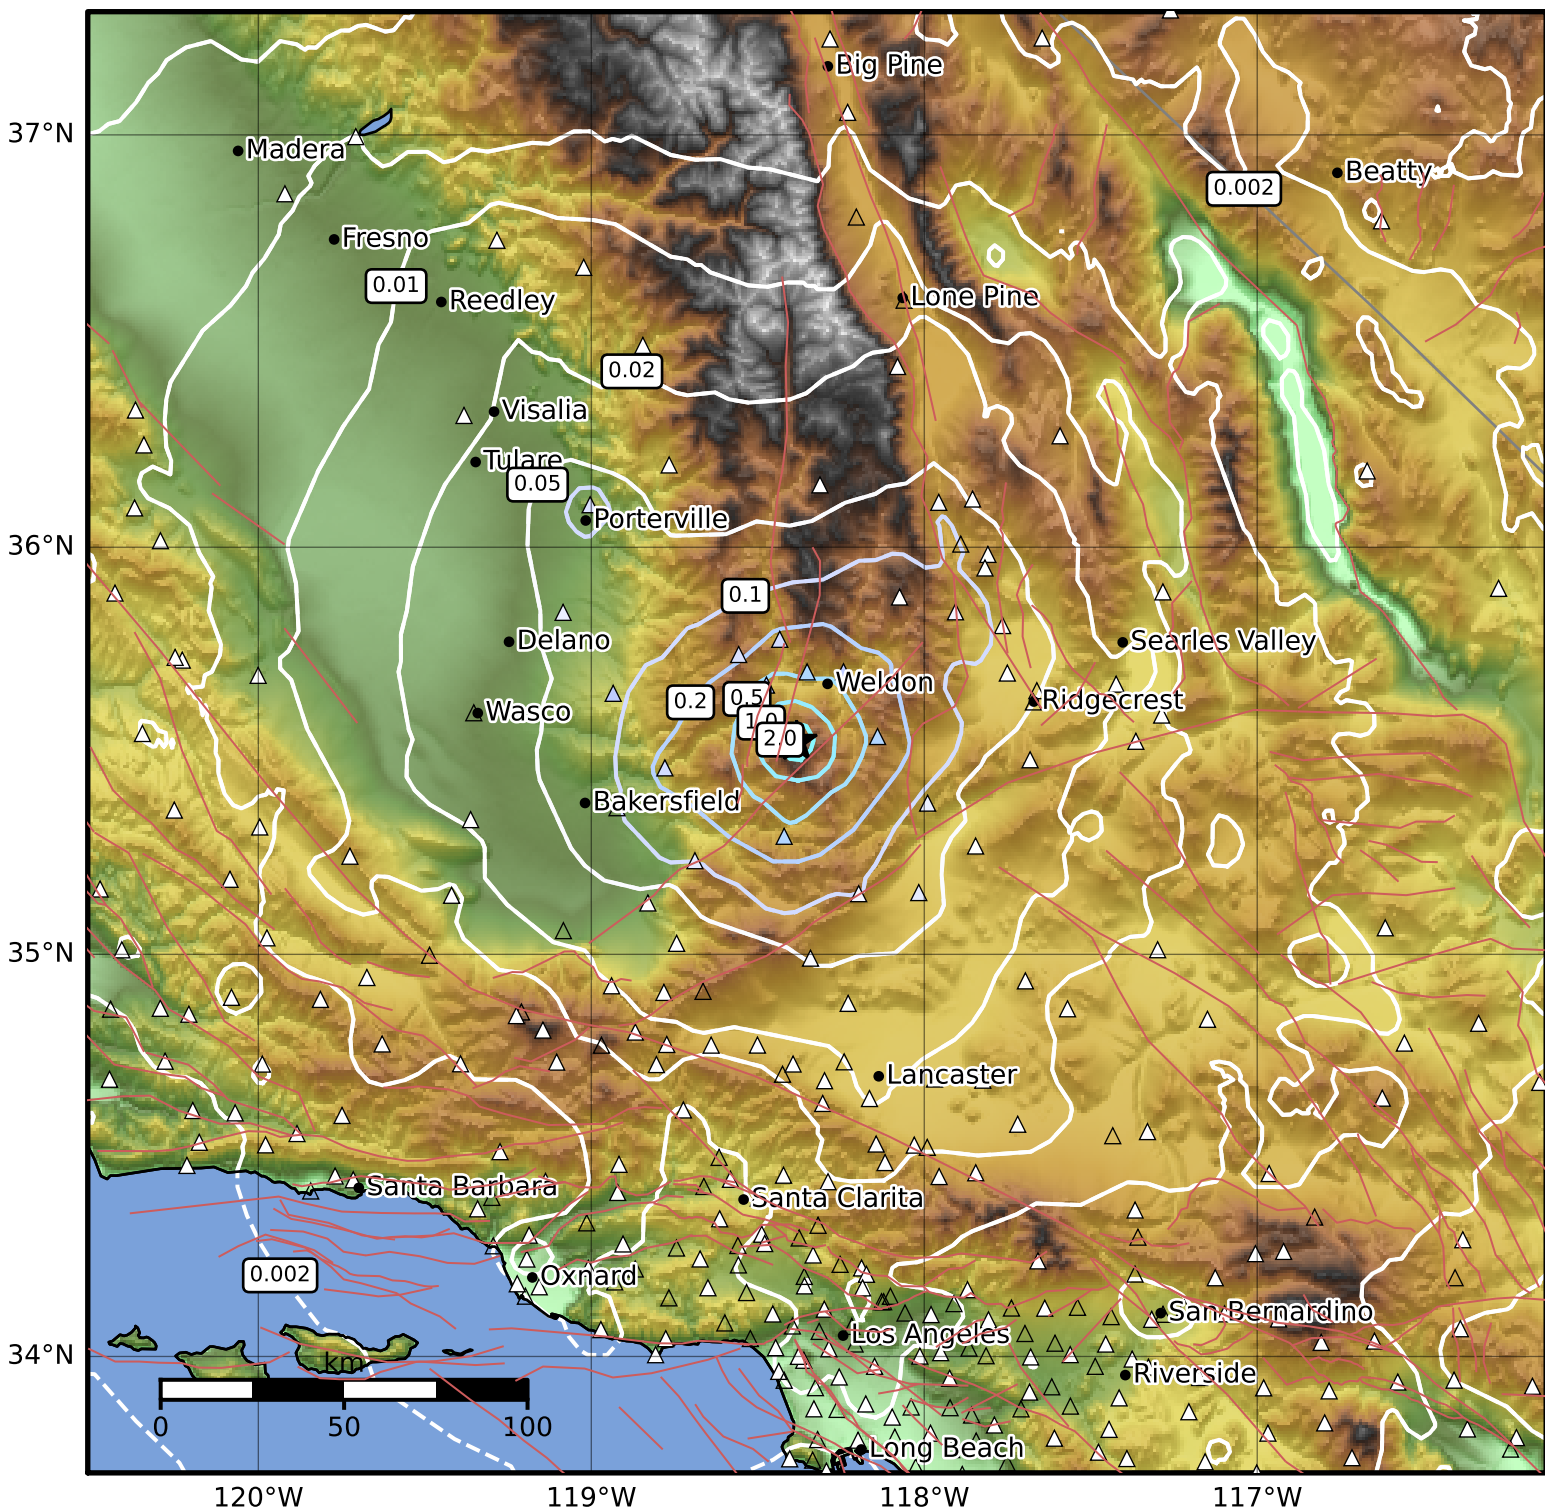 Big Pine
37°N
Madera
0.002
Beatty
Fresno
0.01
Reedley
Lone Pine
0.02
Visalia
Tulare
0.05
Porterville
36°N
0.1
Delano
Searles Valley
Weldon
0.2
0.5
Ridgecrest
Wasco
1.0
2.0
Bakersfield
35°N
Lancaster
Santa Barbara
Santa Clarita
0.002
Oxnard
San Bernardino
Los Angeles
34°N
km
Riverside
0
50
100
Long Beach
120°W
119°W
118°W
117°W